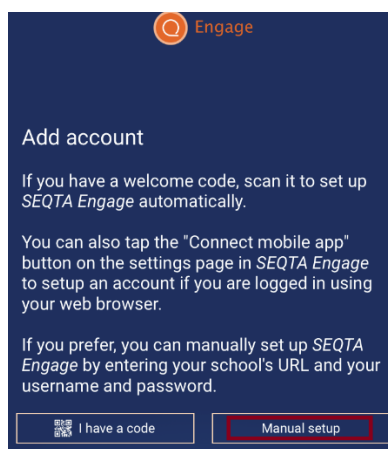 Engage
Add account
If you have a welcome code, scan it to set up
SEQTA Engage automatically.
You can also tap the "Connect mobile app"
button on the settings page in SEQTA Engage
to setup an account if you are logged in using
your web browser.
If you prefer, you can manually set up SEQTA
Engage by entering your school's URL and your
username and password.
I have a code
Manual setup